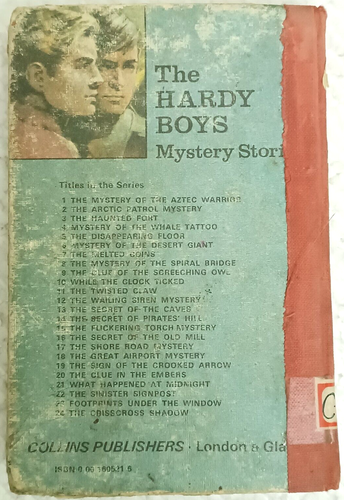 The
HARDY
BOYS
Mystery Stori
Titles in the Series
1 THE MYSTERY OF THE AZTEC WARRIOR
2 THE ARCTIC PATROL MYSTERY
3 THE HAUNTED FORT
4 MYSTERY OF THE WHALE TATTOO
5 THE DISAPPEARING FLOOR
6 MYSTERY OF THE DESERT GIANT
7 THE MELTED COINS
8 THE MYSTERY OF THE SPIRAL BRIDGE
9 THE CLUE OF THE SCREECHING OWL
10 WHILE THE CLOCK TICKED
11 THE TWISTED CLAW
12 THE WAILING SIREN MYSTERY
13 THE SECRET OF THE CAVES
14 THE SECRET OF PIRATES' HILL
15 THE FLICKERING TORCH MYSTERY
16 THE SECRET OF THE OLD MILL
17 THE SHORE ROAD MYSTERY
18 THE GREAT AIRPORT MYSTERY
19 THE SIGN OF THE CROOKED ARROW
20 THE CLUE IN THE EMBERS
21 WHAT HAPPENED AT MIDNIGHT
22 THE SINISTER SIGNPOST
23 FOOTPRINTS UNDER THE WINDOW
24 THE CRISSCROSS SHADOW
C
COLLINS PUBLISHERS · London & Gla
ISBN 0 00 160521 5